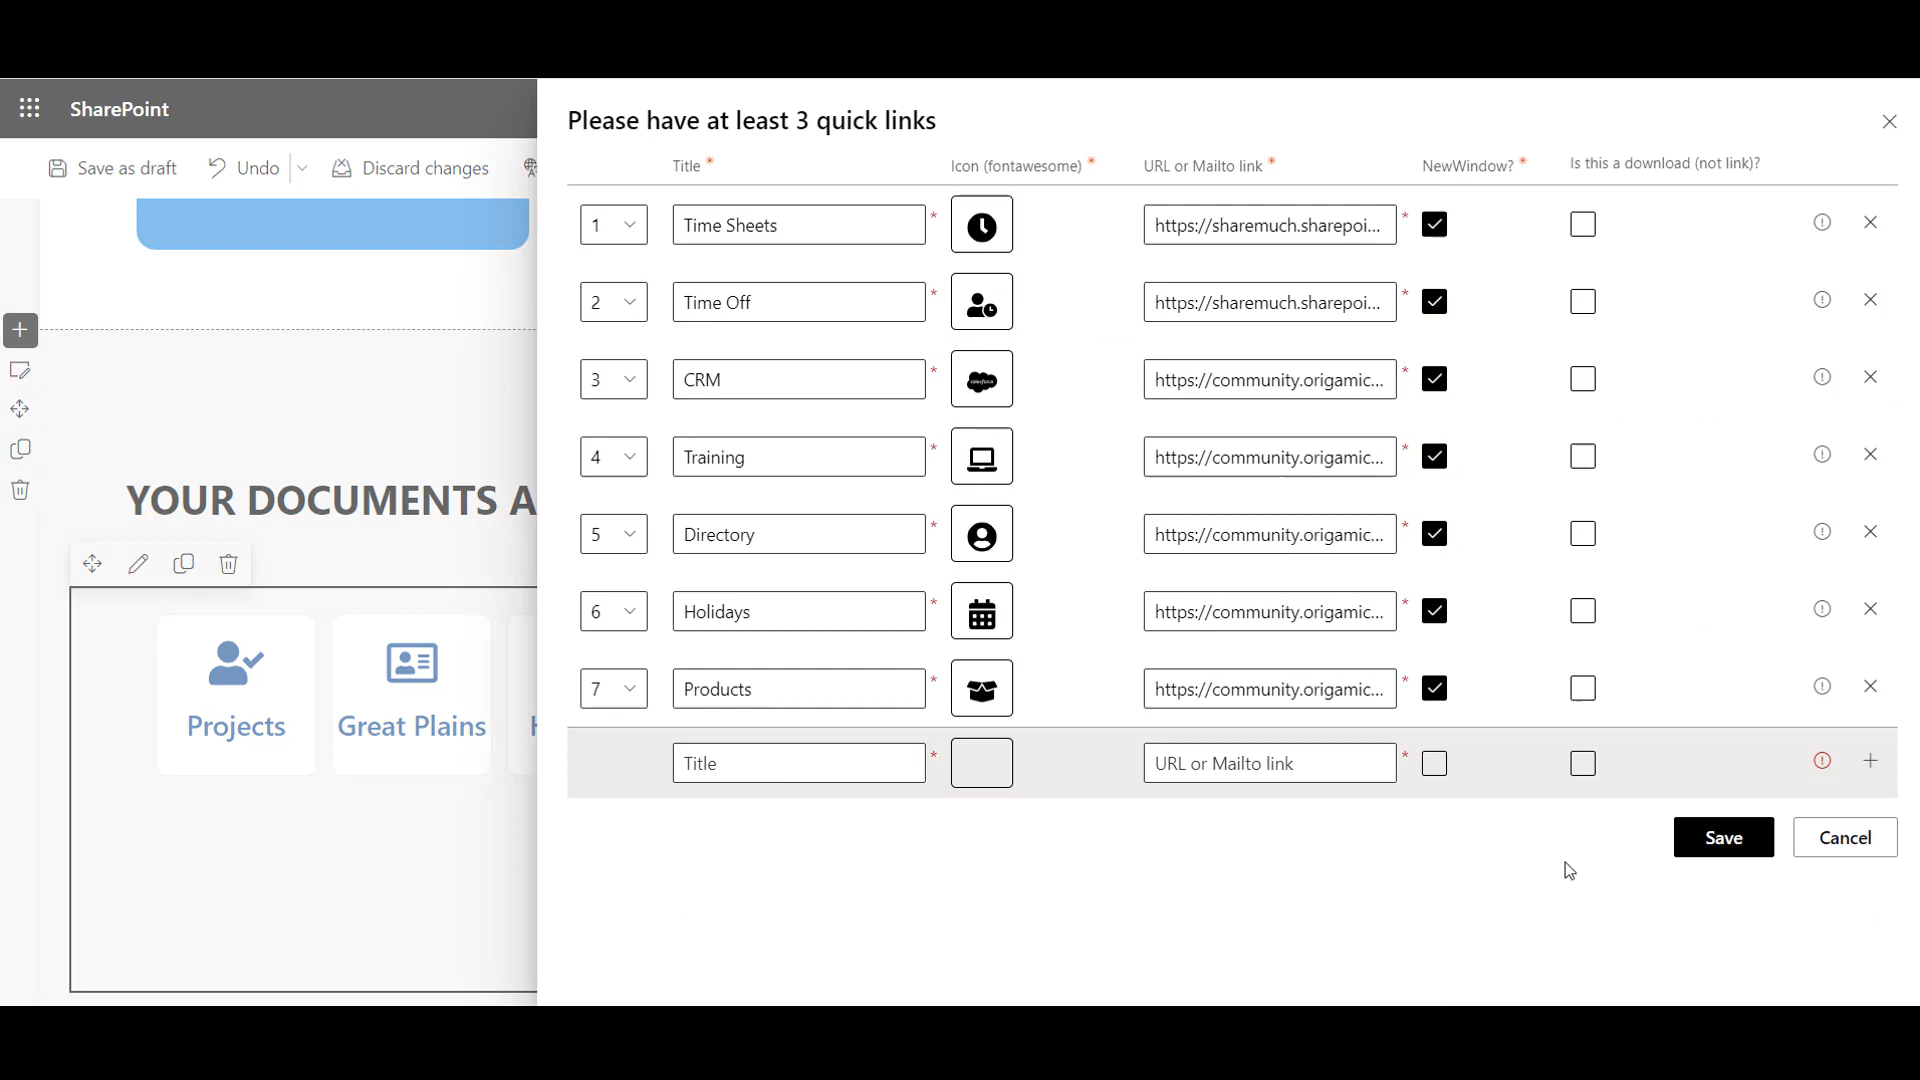 SharePoint
Save as draft Undo Discard changes
YOUR DOCUMENTS A
Projects Great Plains
Please have at least 3 quick links
Title * Icon (fontawesome) * URL or Mailto link * NewWindow? * Is this a download (not link)?
1 Time Sheets * https://sharemuch.sharepoi... *
2 Time Off * https://sharemuch.sharepoi... *
3 CRM * salesforce https://community.origamic... *
4 Training * https://community.origamic... *
5 Directory * https://community.origamic... *
6 Holidays * https://community.origamic... *
7 Products * https://community.origamic... *
Title * URL or Mailto link *
Save Cancel